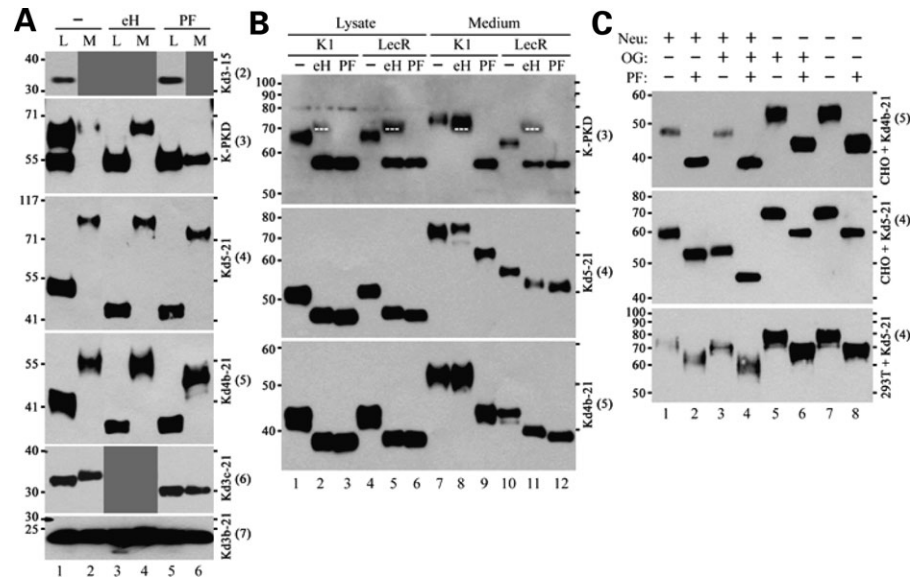 A
– eH PF
L M L M L M
40
30
Kd3-15 (2)
71
55
K-PKD (3)
117
71
55
41
Kd5-21 (4)
55
41
Kd4b-21 (5)
40
30
Kd3c-21 (6)
30
25
Kd3b-21 (7)
1 2 3 4 5 6
B
Lysate Medium
K1 LecR K1 LecR
– eH PF – eH PF – eH PF – eH PF
100
90
80
70
60
50
K-PKD (3)
80
70
60
50
Kd5-21 (4)
60
50
40
Kd4b-21 (5)
1 2 3 4 5 6 7 8 9 10 11 12
C
Neu: + + + + – – – –
OG: – – + + + + – –
PF: – + – + – + – +
60
50
40
CHO + Kd4b-21 (5)
80
70
60
50
40
CHO + Kd5-21 (4)
100
90
80
70
60
50
293T + Kd5-21 (4)
1 2 3 4 5 6 7 8